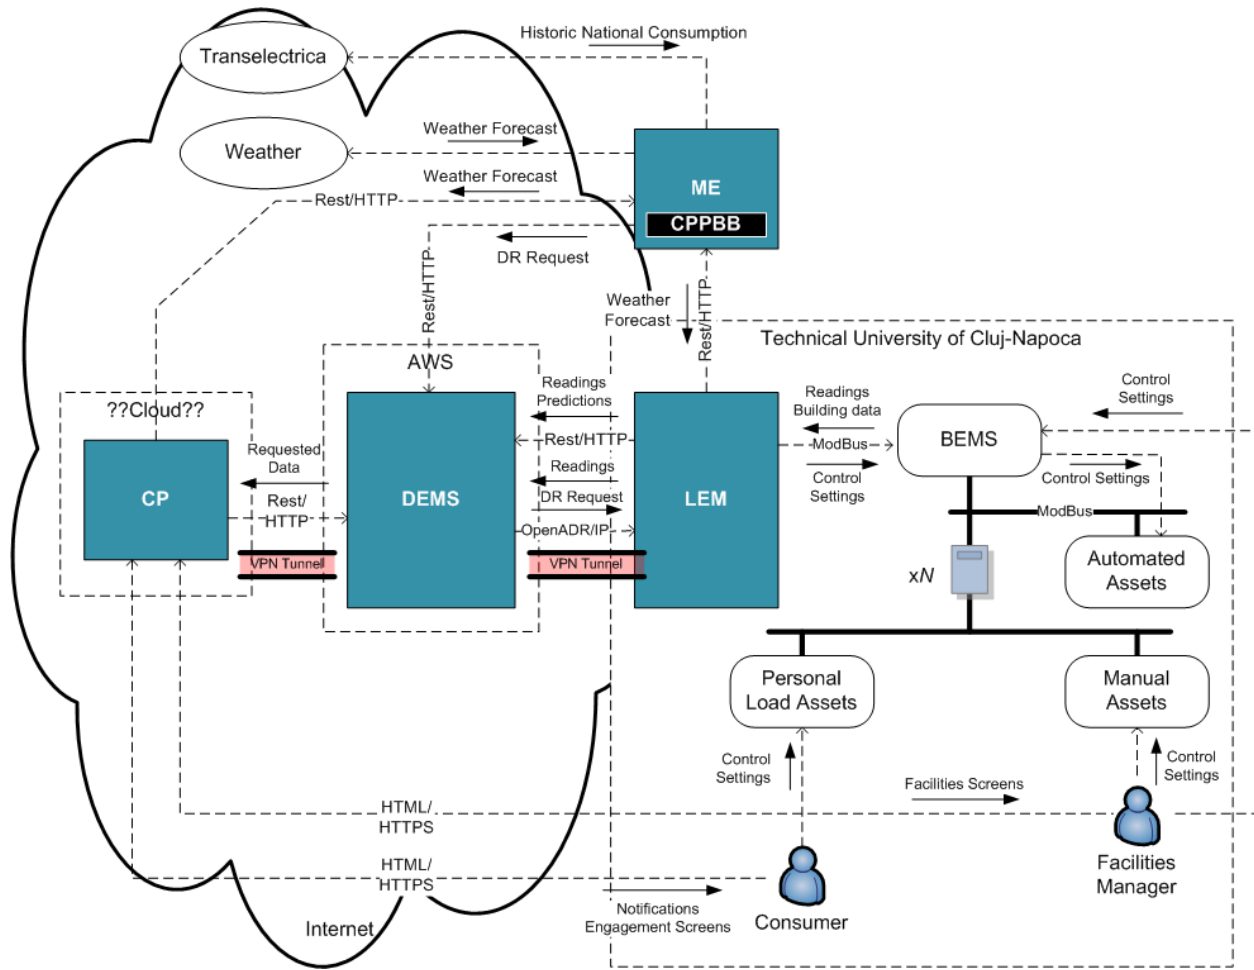 Historic National Consumption
Transelectrica
Weather Forecast
Weather
Weather Forecast
Rest/HTTP
ME
CPPBB
DR Request
Rest/HTTP
Weather
Forecast
Rest/HTTP
Technical University of Cluj-Napoca
AWS
??Cloud??
Readings
Predictions
Readings
Building data
Control
Settings
Rest/HTTP
ModBus
BEMS
Requested
Data
Readings
Control
Settings
Control Settings
CP
Rest/
HTTP
DEMS
DR Request
LEM
OpenADR/IP
ModBus
VPN Tunnel
VPN Tunnel
xN
Automated
Assets
Personal
Load Assets
Manual
Assets
Control
Settings
Control
Settings
Facilities Screens
HTML/
HTTPS
HTML/
HTTPS
Facilities
Manager
Notifications
Engagement Screens
Consumer
Internet